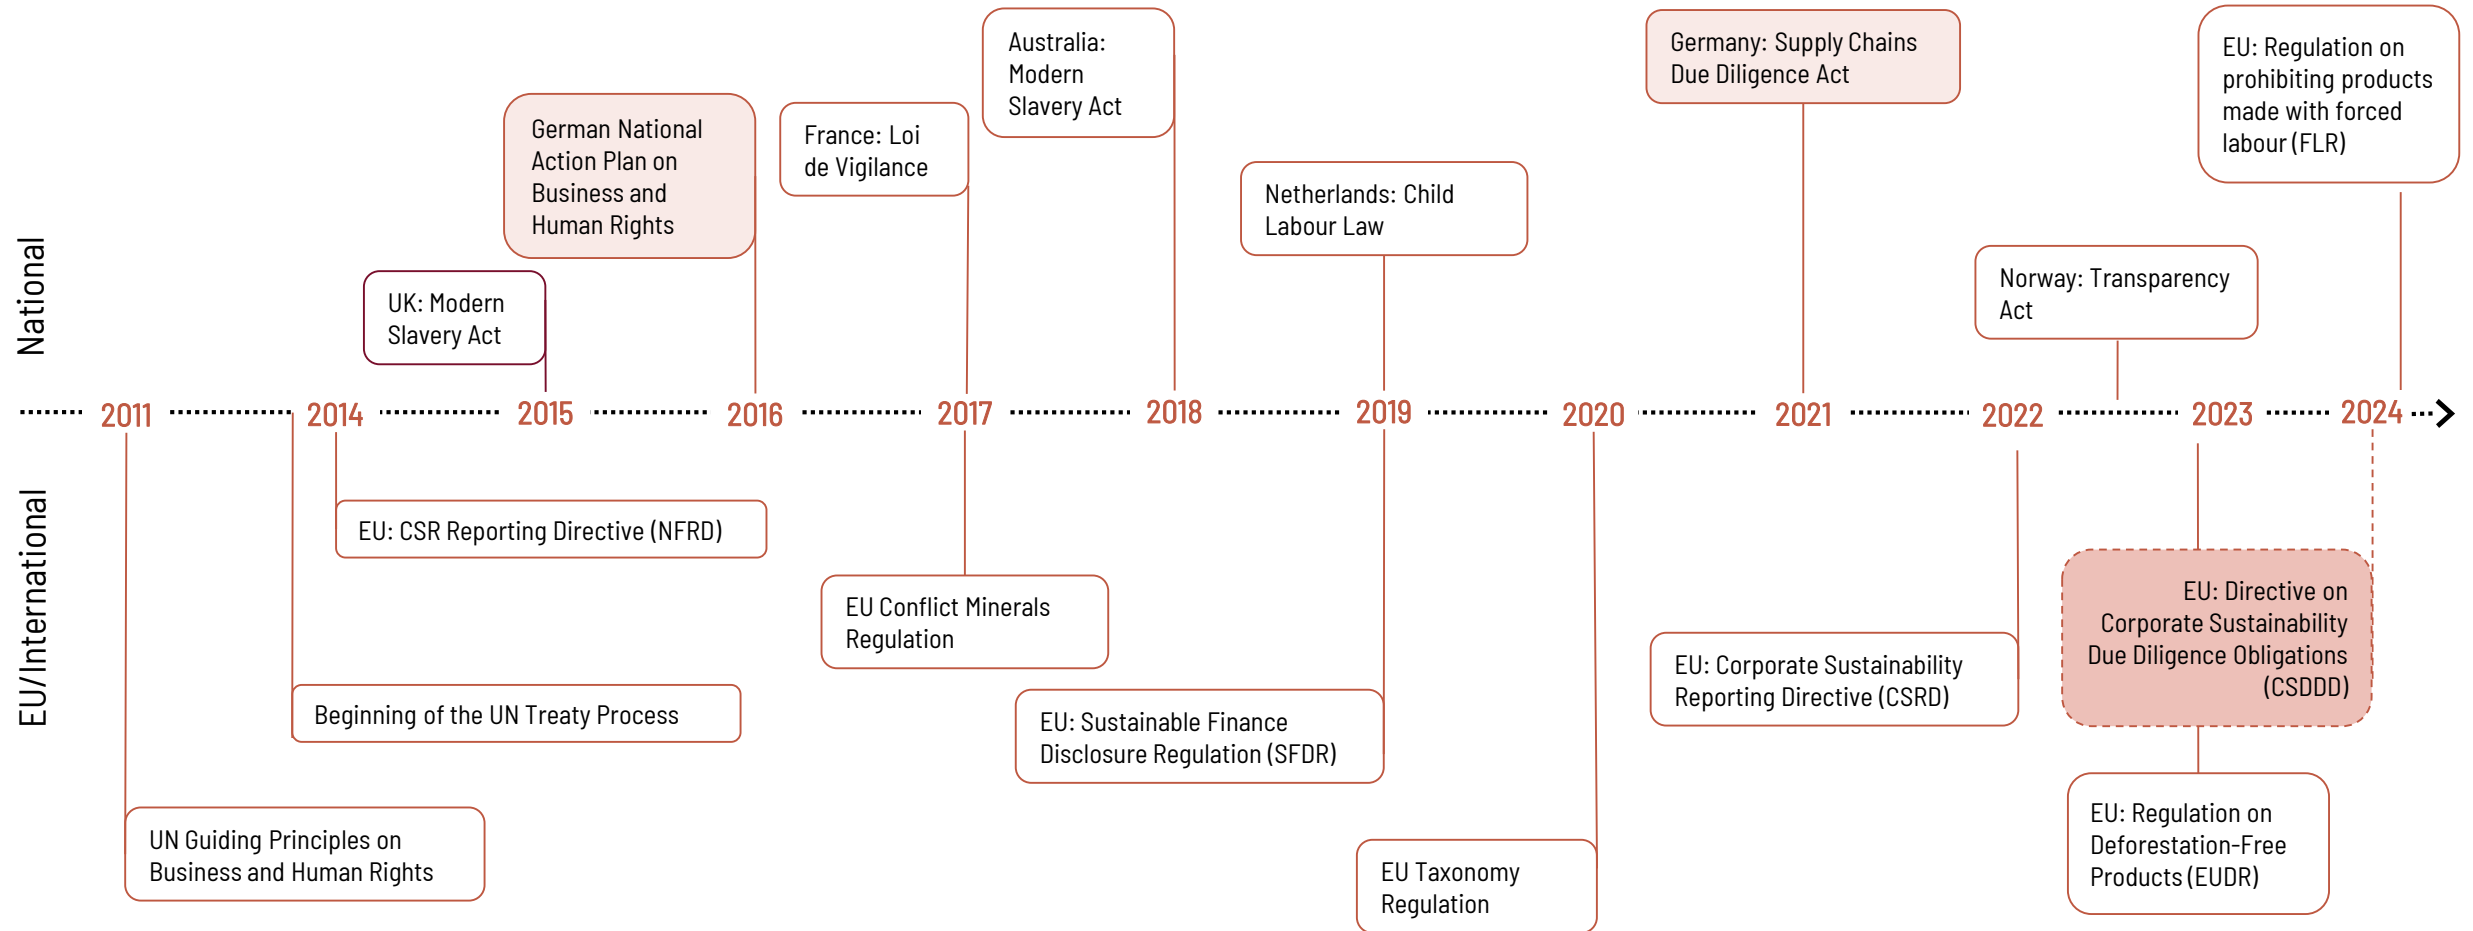 National
German National
Action Plan on
Business and
Human Rights
UK: Modern
Slavery Act
France: Loi
de Vigilance
Australia:
Modern
Slavery Act
Netherlands: Child
Labour Law
Germany: Supply Chains
Due Diligence Act
Norway: Transparency
Act
EU: Regulation on
prohibiting products
made with forced
labour (FLR)
2011
2014
2015
2016
2017
2018
2019
2020
2021
2022
2023
2024
EU/International
UN Guiding Principles on
Business and Human Rights
Beginning of the UN Treaty Process
EU: CSR Reporting Directive (NFRD)
EU Conflict Minerals
Regulation
EU: Sustainable Finance
Disclosure Regulation (SFDR)
EU Taxonomy
Regulation
EU: Corporate Sustainability
Reporting Directive (CSRD)
EU: Directive on
Corporate Sustainability
Due Diligence Obligations
(CSDDD)
EU: Regulation on
Deforestation-Free
Products (EUDR)